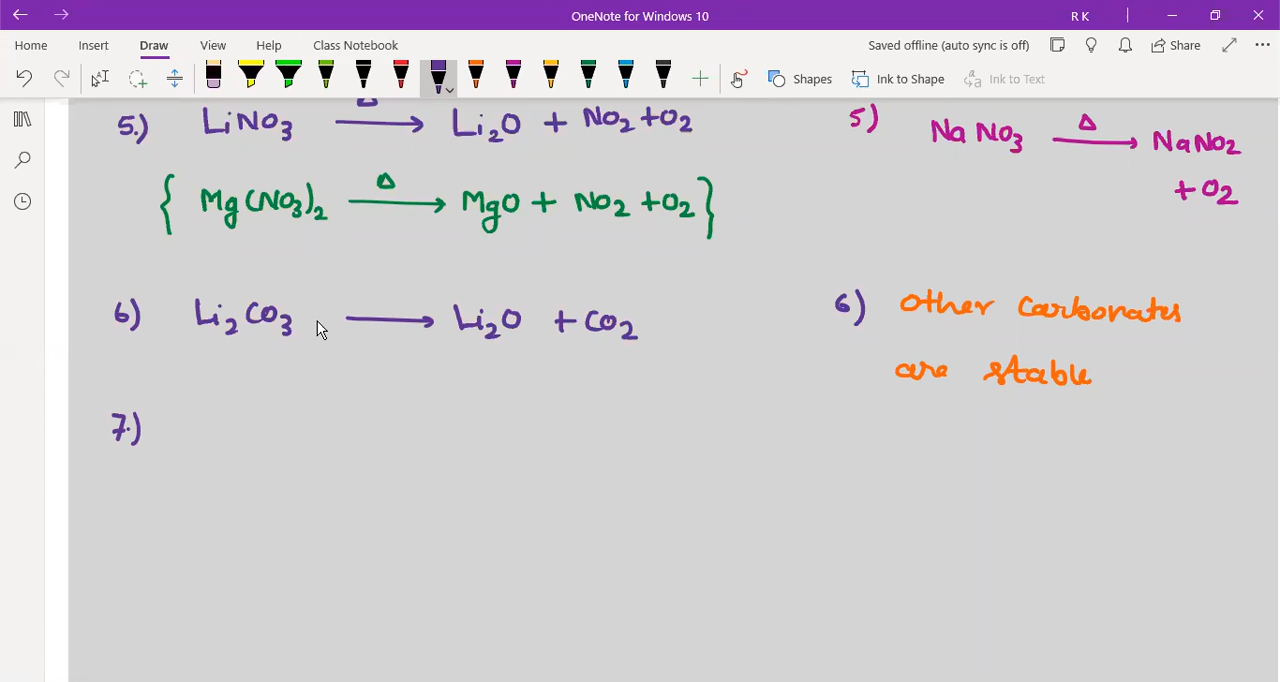 OneNote for Windows 10
R K
Home Insert Draw View Help Class Notebook
Saved offline (auto sync is off)
Share
Shapes
Ink to Shape
Ink to Text
5.) LiNO3 Δ → Li2O + NO2 + O2
5) NaNO3 Δ → NaNO2
+ O2
{ Mg(NO3)2 Δ → MgO + NO2 + O2 }
6) Li2CO3 → Li2O + CO2
6) Other Carbonates
are stable
7.)